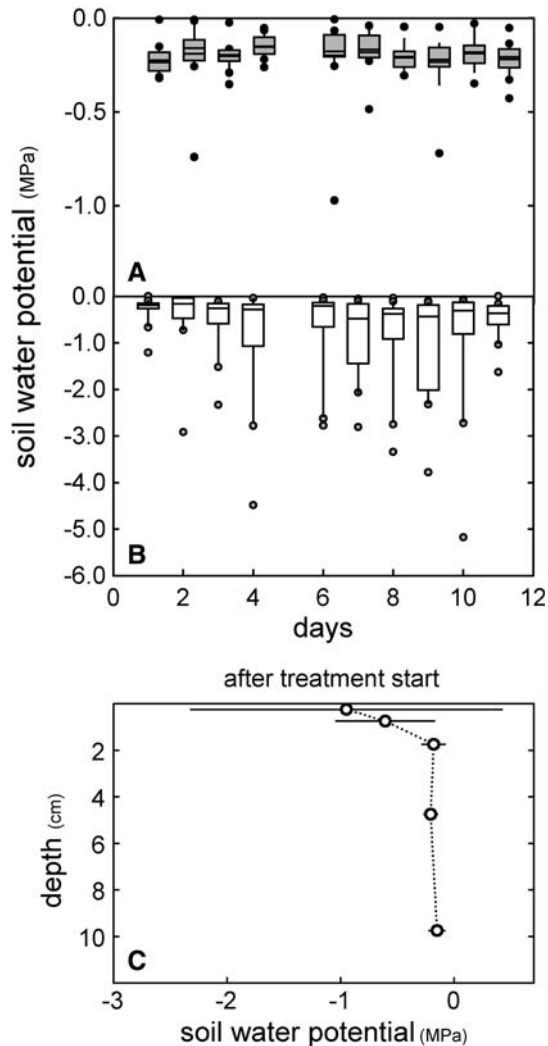 0.0
-0.5
-1.0
A
soil water potential (MPa)
0.0
-1.0
-2.0
-3.0
-4.0
-5.0
-6.0
B
0 2 4 6 8 10 12
days
after treatment start
2
4
6
8
10
depth (cm)
C
-3 -2 -1 0
soil water potential (MPa)